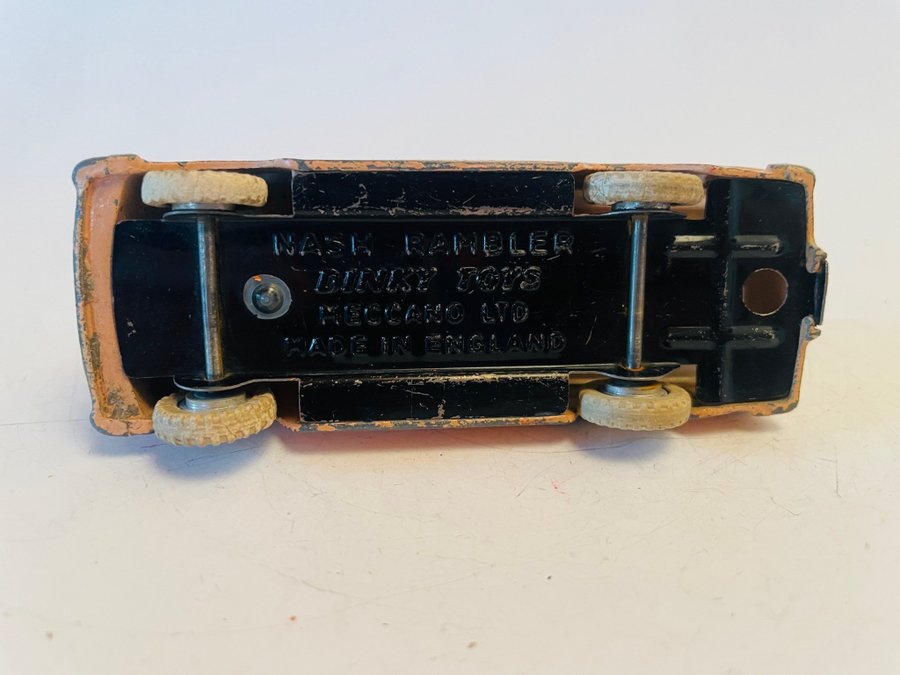 NASH RAMBLER
DINKY TOYS
MECCANO LTD
MADE IN ENGLAND